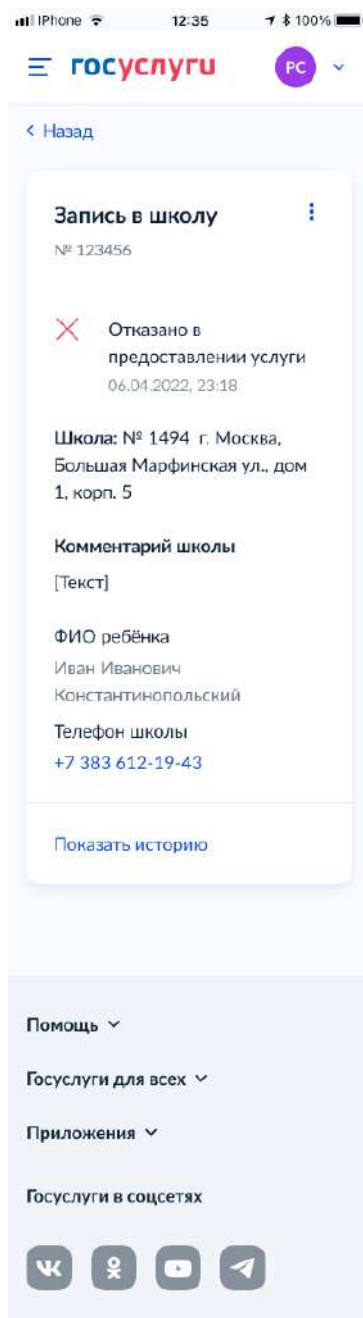 iPhone 12:35 100%
госуслуги РС
Назад
Запись в школу
№ 123456
Отказано в
предоставлении услуги
06.04.2022, 23:18
Школа: № 1494 г. Москва,
Большая Марфинская ул., дом
1, корп. 5
Комментарий школы
[Текст]
ФИО ребёнка
Иван Иванович
Константинопольский
Телефон школы
+7 383 612-19-43
Показать историю
Помощь
Госуслуги для всех
Приложения
Госуслуги в соцсетях